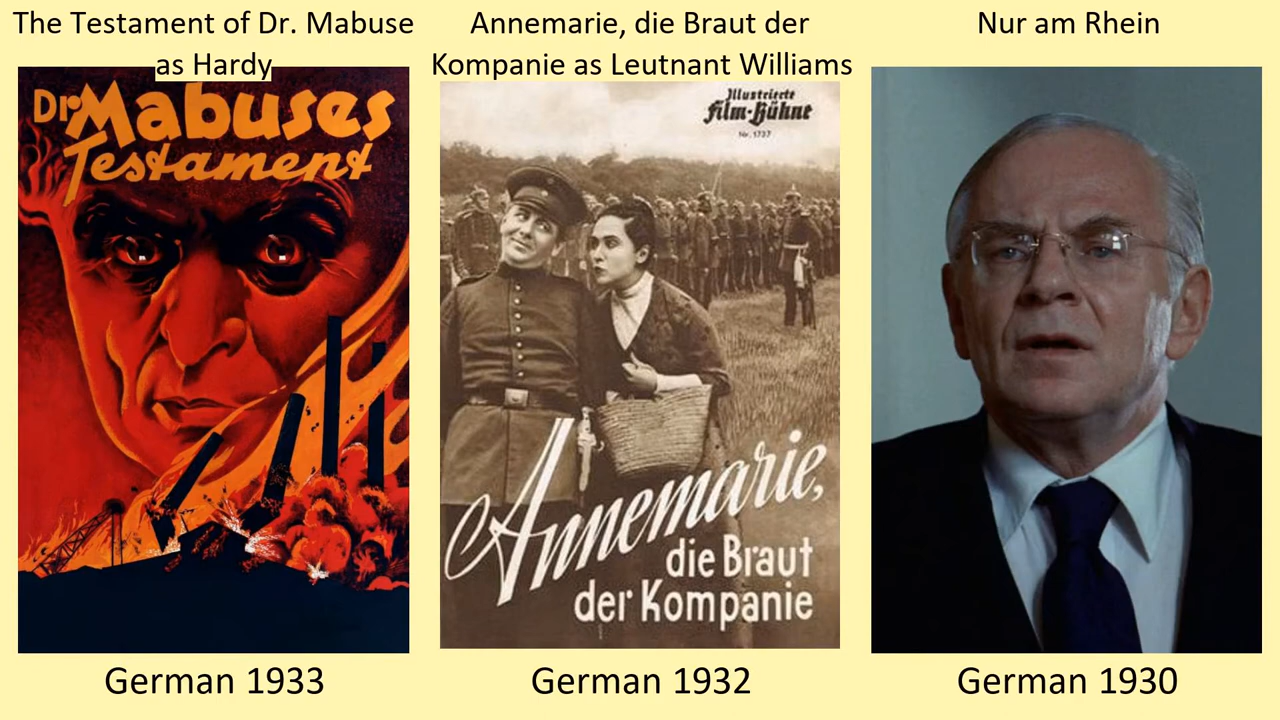 The Testament of Dr. Mabuse
as Hardy
Annemarie, die Braut der
Kompanie as Leutnant Williams
Nur am Rhein
Dr. Mabuses
Testament
Illustrierte
Film-Bühne
Nr. 1737
Annemarie,
die Braut
der Kompanie
German 1933
German 1932
German 1930